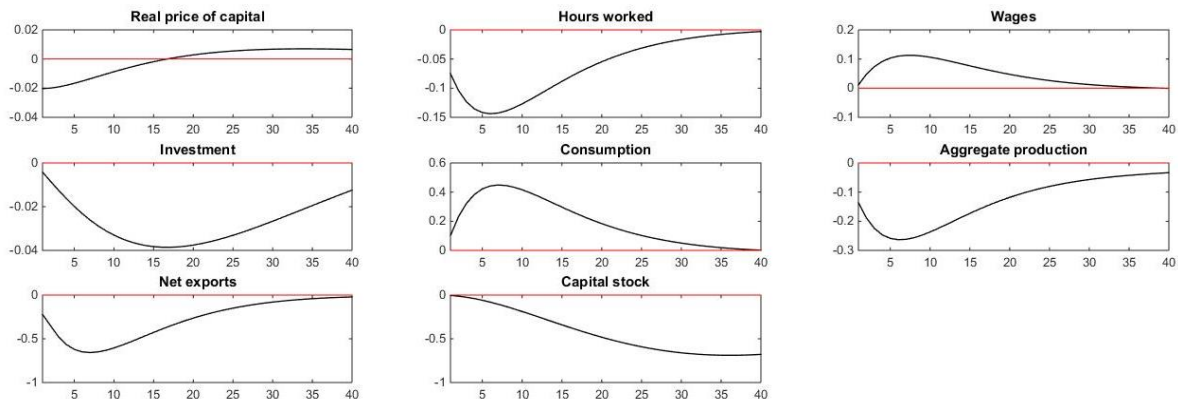 Real price of capital
0.02
0
-0.02
-0.04
5 10 15 20 25 30 35 40
Hours worked
0
-0.05
-0.1
-0.15
5 10 15 20 25 30 35 40
Wages
0.2
0.1
0
-0.1
5 10 15 20 25 30 35 40
Investment
0
-0.02
-0.04
5 10 15 20 25 30 35 40
Consumption
0.6
0.4
0.2
0
5 10 15 20 25 30 35 40
Aggregate production
0
-0.1
-0.2
-0.3
5 10 15 20 25 30 35 40
Net exports
0
-0.5
-1
5 10 15 20 25 30 35 40
Capital stock
0
-0.5
-1
5 10 15 20 25 30 35 40